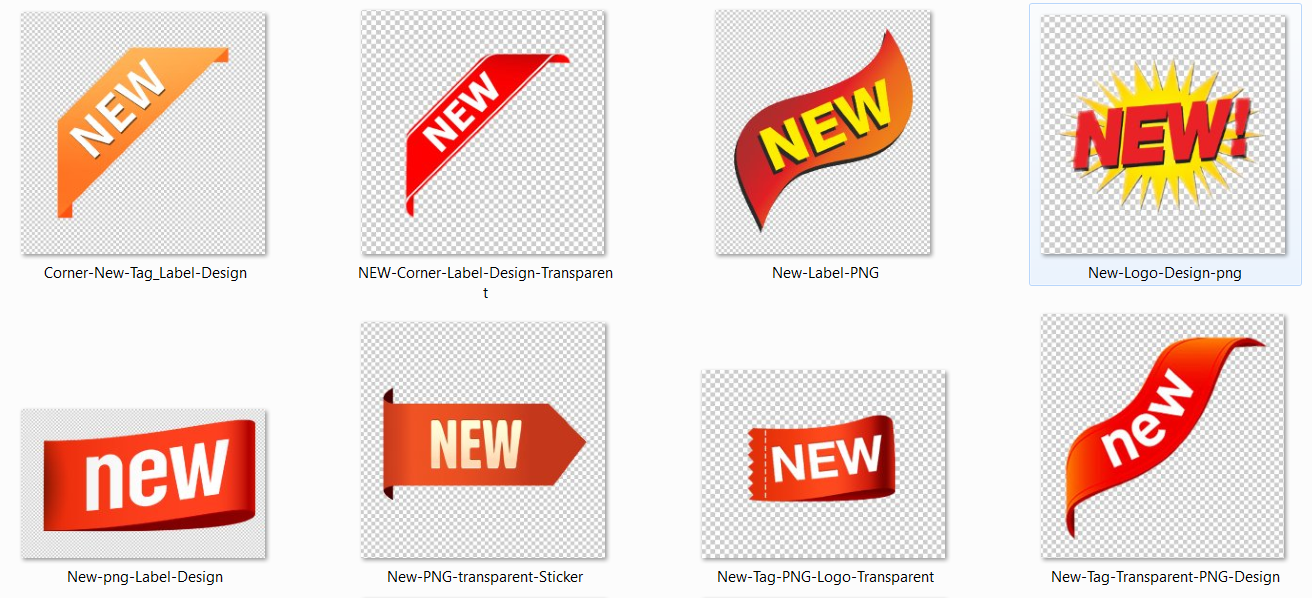 NEW
NEW
NEW
NEW!
Corner-New-Tag_Label-Design
NEW-Corner-Label-Design-Transparen
t
New-Label-PNG
New-Logo-Design-png
new
NEW
NEW
new
New-png-Label-Design
New-PNG-transparent-Sticker
New-Tag-PNG-Logo-Transparent
New-Tag-Transparent-PNG-Design